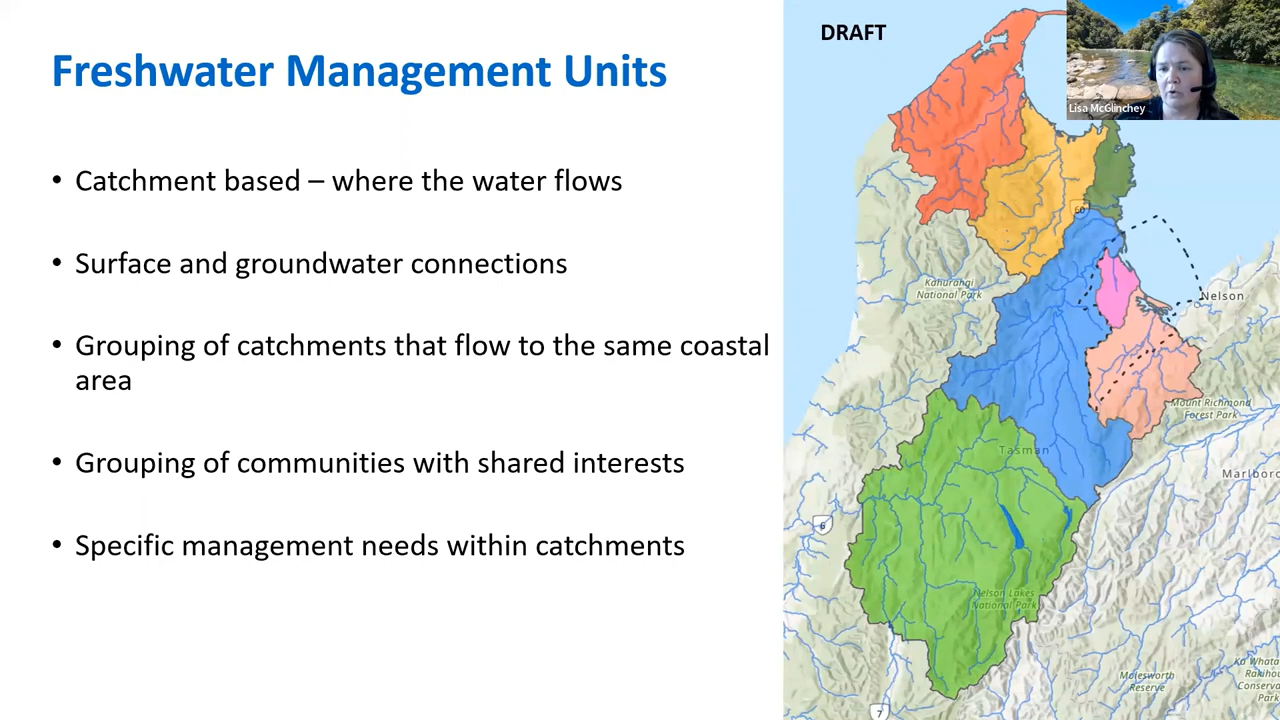 Freshwater Management Units
• Catchment based – where the water flows
• Surface and groundwater connections
• Grouping of catchments that flow to the same coastal
area
• Grouping of communities with shared interests
• Specific management needs within catchments
DRAFT
Lisa McGlinchey
60
Kahurangi
National Park
Nelson
Mount Richmond
Forest Park
Tasman
Marlboro
6
Nelson Lakes
National Park
Molesworth
Reserve
Ka Whata
Conserva
Park
7